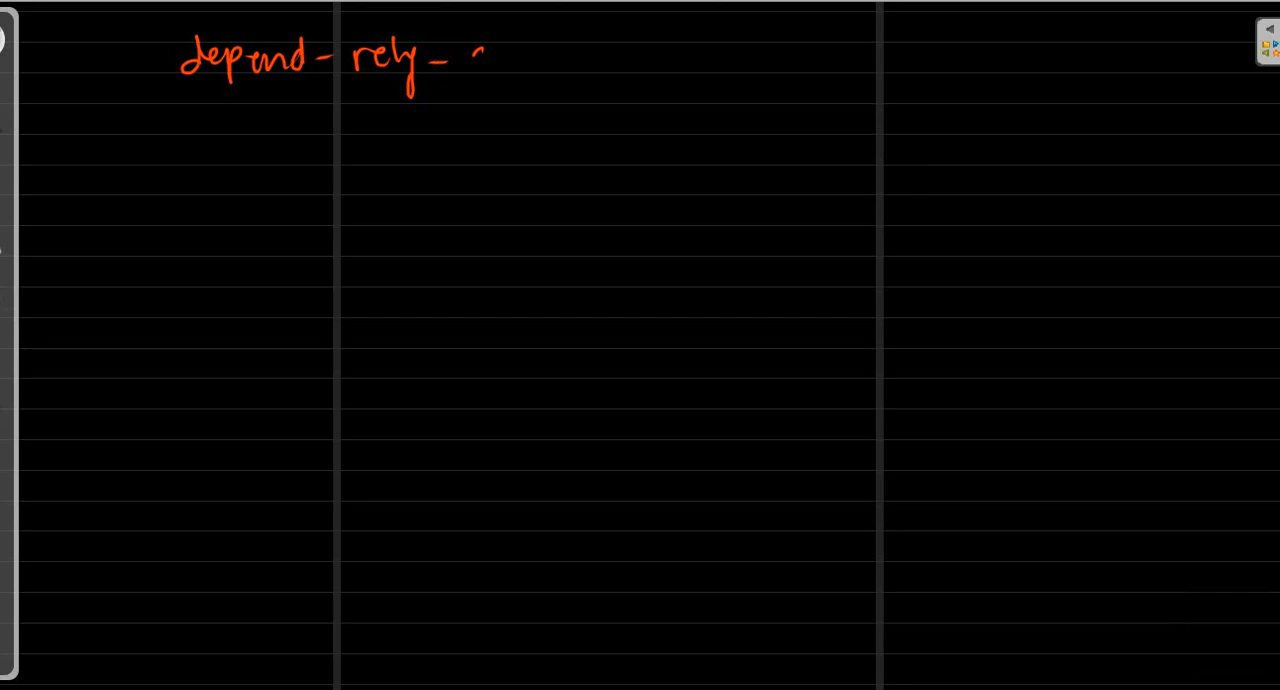 depend - rely -